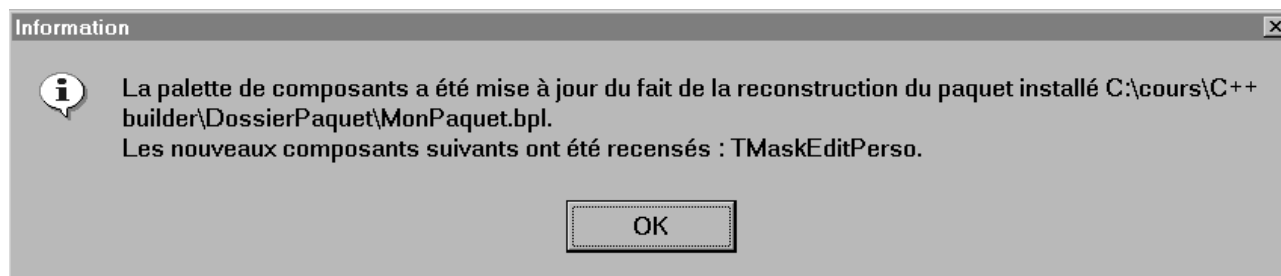 Information
La palette de composants a été mise à jour du fait de la reconstruction du paquet installé C:\cours\C++
builder\DossierPaquet\MonPaquet.bpl.
Les nouveaux composants suivants ont été recensés : TMaskEditPerso.
OK